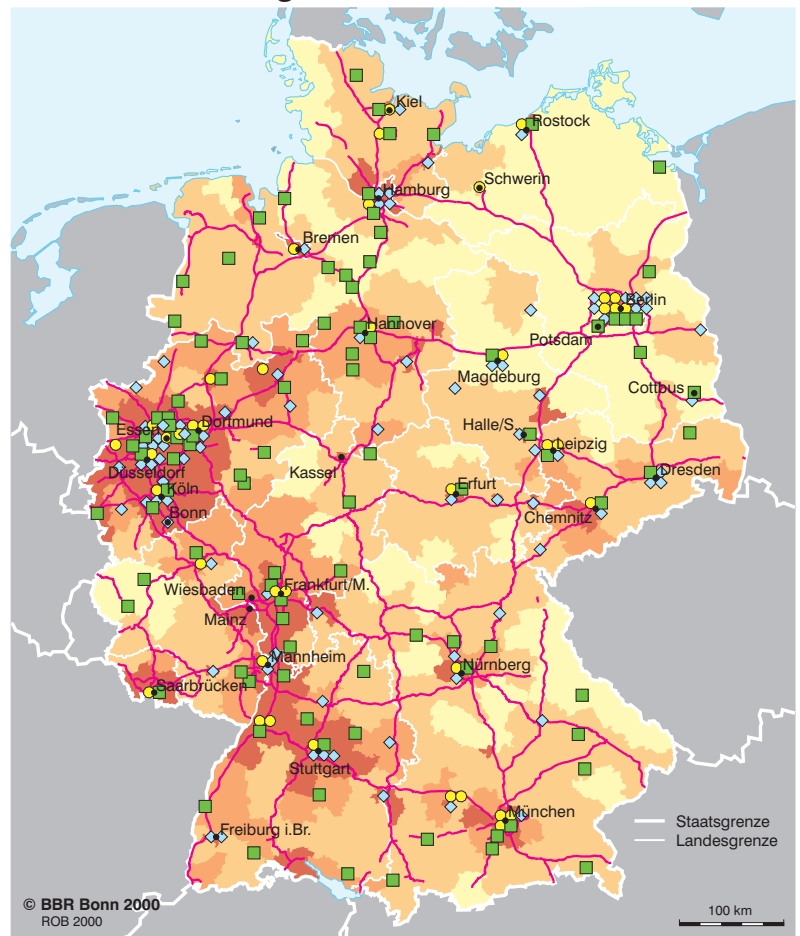 Kiel
Rostock
Schwerin
Hamburg
Bremen
Berlin
Hannover
Potsdam
Magdeburg
Cottbus
Essen
Dortmund
Halle/S.
Leipzig
Düsseldorf
Kassel
Köln
Erfurt
Dresden
Bonn
Chemnitz
Wiesbaden
Frankfurt/M.
Mainz
Mannheim
Nürnberg
Saarbrücken
Stuttgart
München
Freiburg i.Br.
Staatsgrenze
Landesgrenze
© BBR Bonn 2000
ROB 2000
100 km